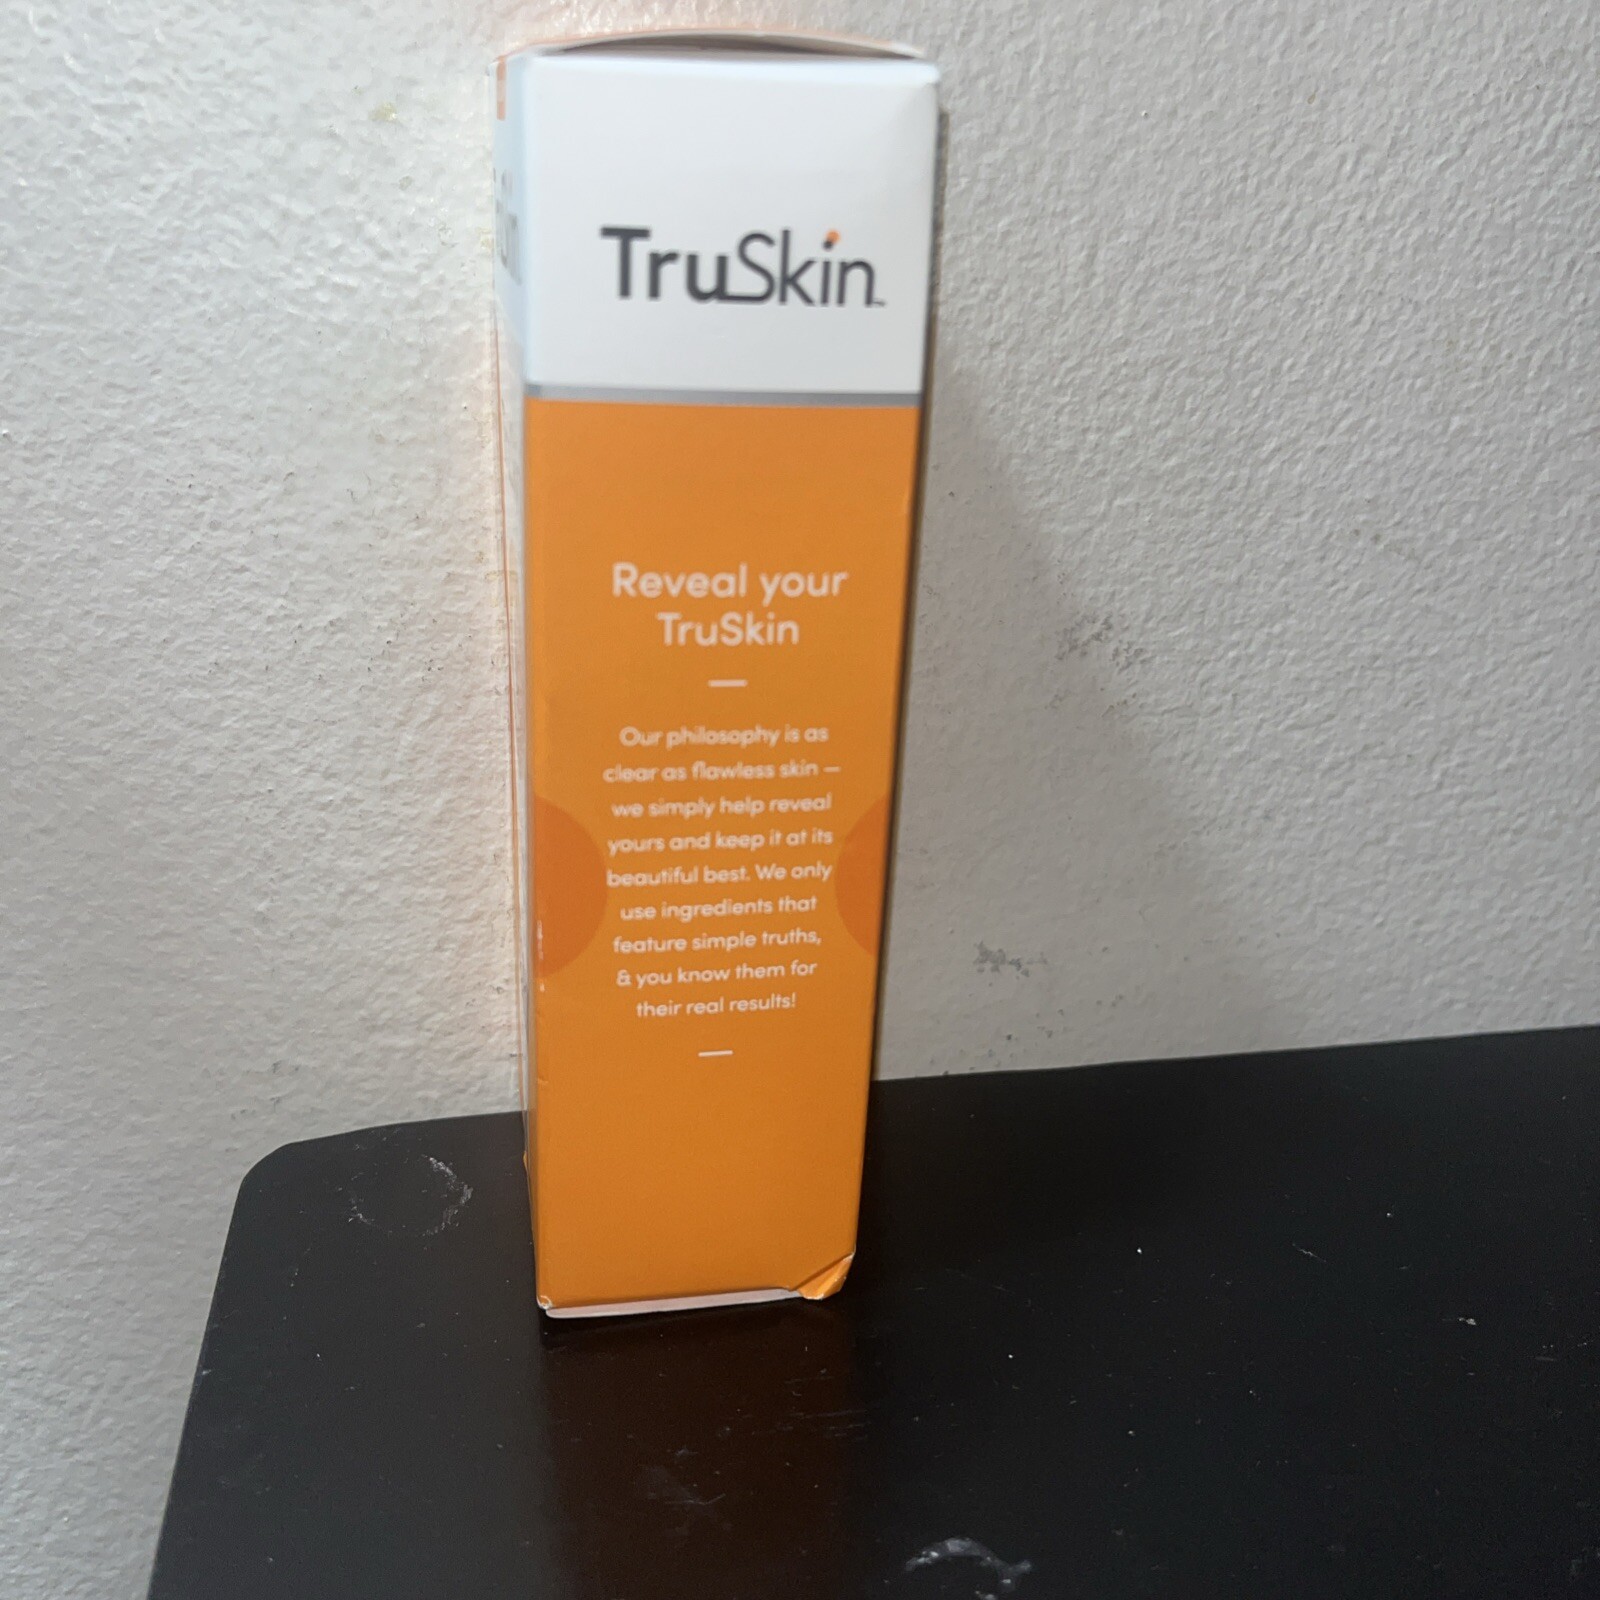 TruSkin™
Reveal your
TruSkin
Our philosophy is as
clear as flawless skin —
we simply help reveal
yours and keep it at its
beautiful best. We only
use ingredients that
feature simple truths,
& you know them for
their real results!